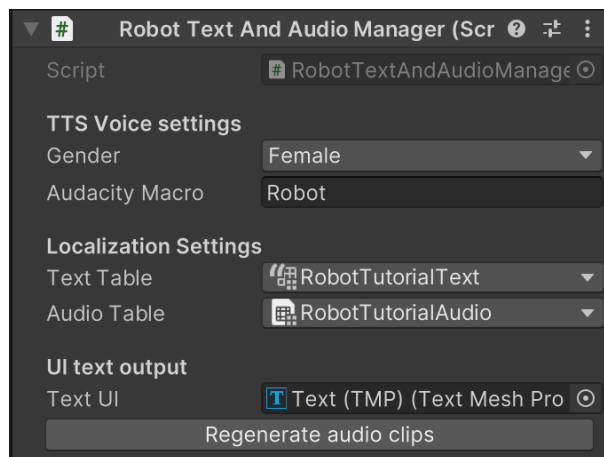 # Robot Text And Audio Manager (Scr
Script # RobotTextAndAudioManage
TTS Voice settings
Gender Female
Audacity Macro Robot
Localization Settings
Text Table RobotTutorialText
Audio Table RobotTutorialAudio
UI text output
Text UI T Text (TMP) (Text Mesh Pro
Regenerate audio clips